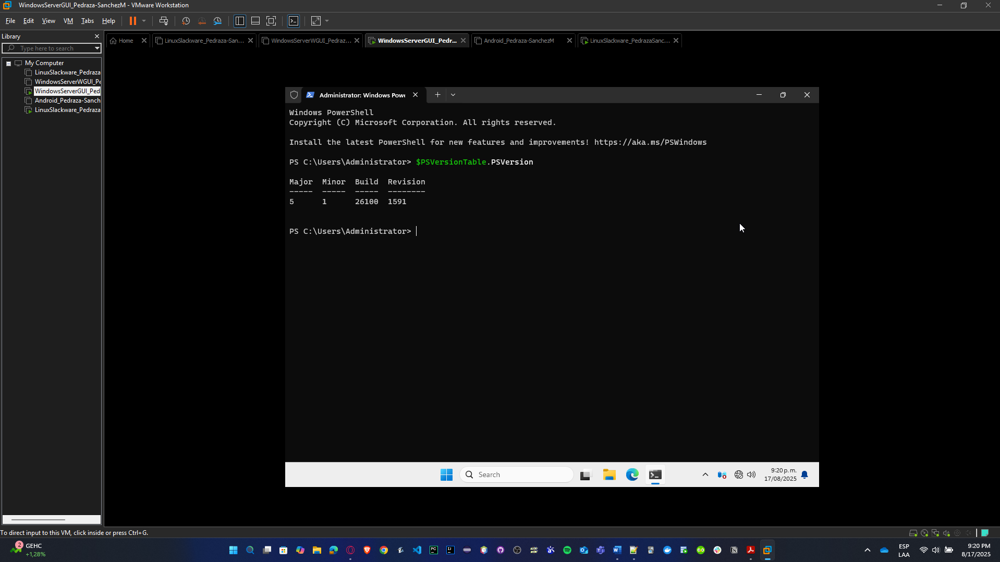 WindowsServerGUI_Pedraza-SanchezM - VMware Workstation
File Edit View VM Tabs Help
Library
Type here to search
My Computer
LinuxSlackware_Pedraza
WindowsServerWGUI_Pe
WindowsServerGUI_Ped
Android_Pedraza-Sanch
LinuxSlackware_Pedraza
Home
LinuxSlackware_Pedraza-San...
WindowsServerWGUI_Pedraz...
WindowsServerGUI_Pedr...
Android_Pedraza-SanchezM
LinuxSlackware_PedrazaSanc...
Administrator: Windows Powe
Windows PowerShell
Copyright (C) Microsoft Corporation. All rights reserved.
Install the latest PowerShell for new features and improvements! https://aka.ms/PSWindows
PS C:\Users\Administrator> $PSVersionTable.PSVersion
Major Minor Build Revision
----- ----- ----- --------
5 1 26100 1591
PS C:\Users\Administrator>
Search
9:20 p. m.
17/08/2025
To direct input to this VM, click inside or press Ctrl+G.
2
GEHC
+1,28%
PC
IJ
ESP
LAA
9:20 PM
8/17/2025